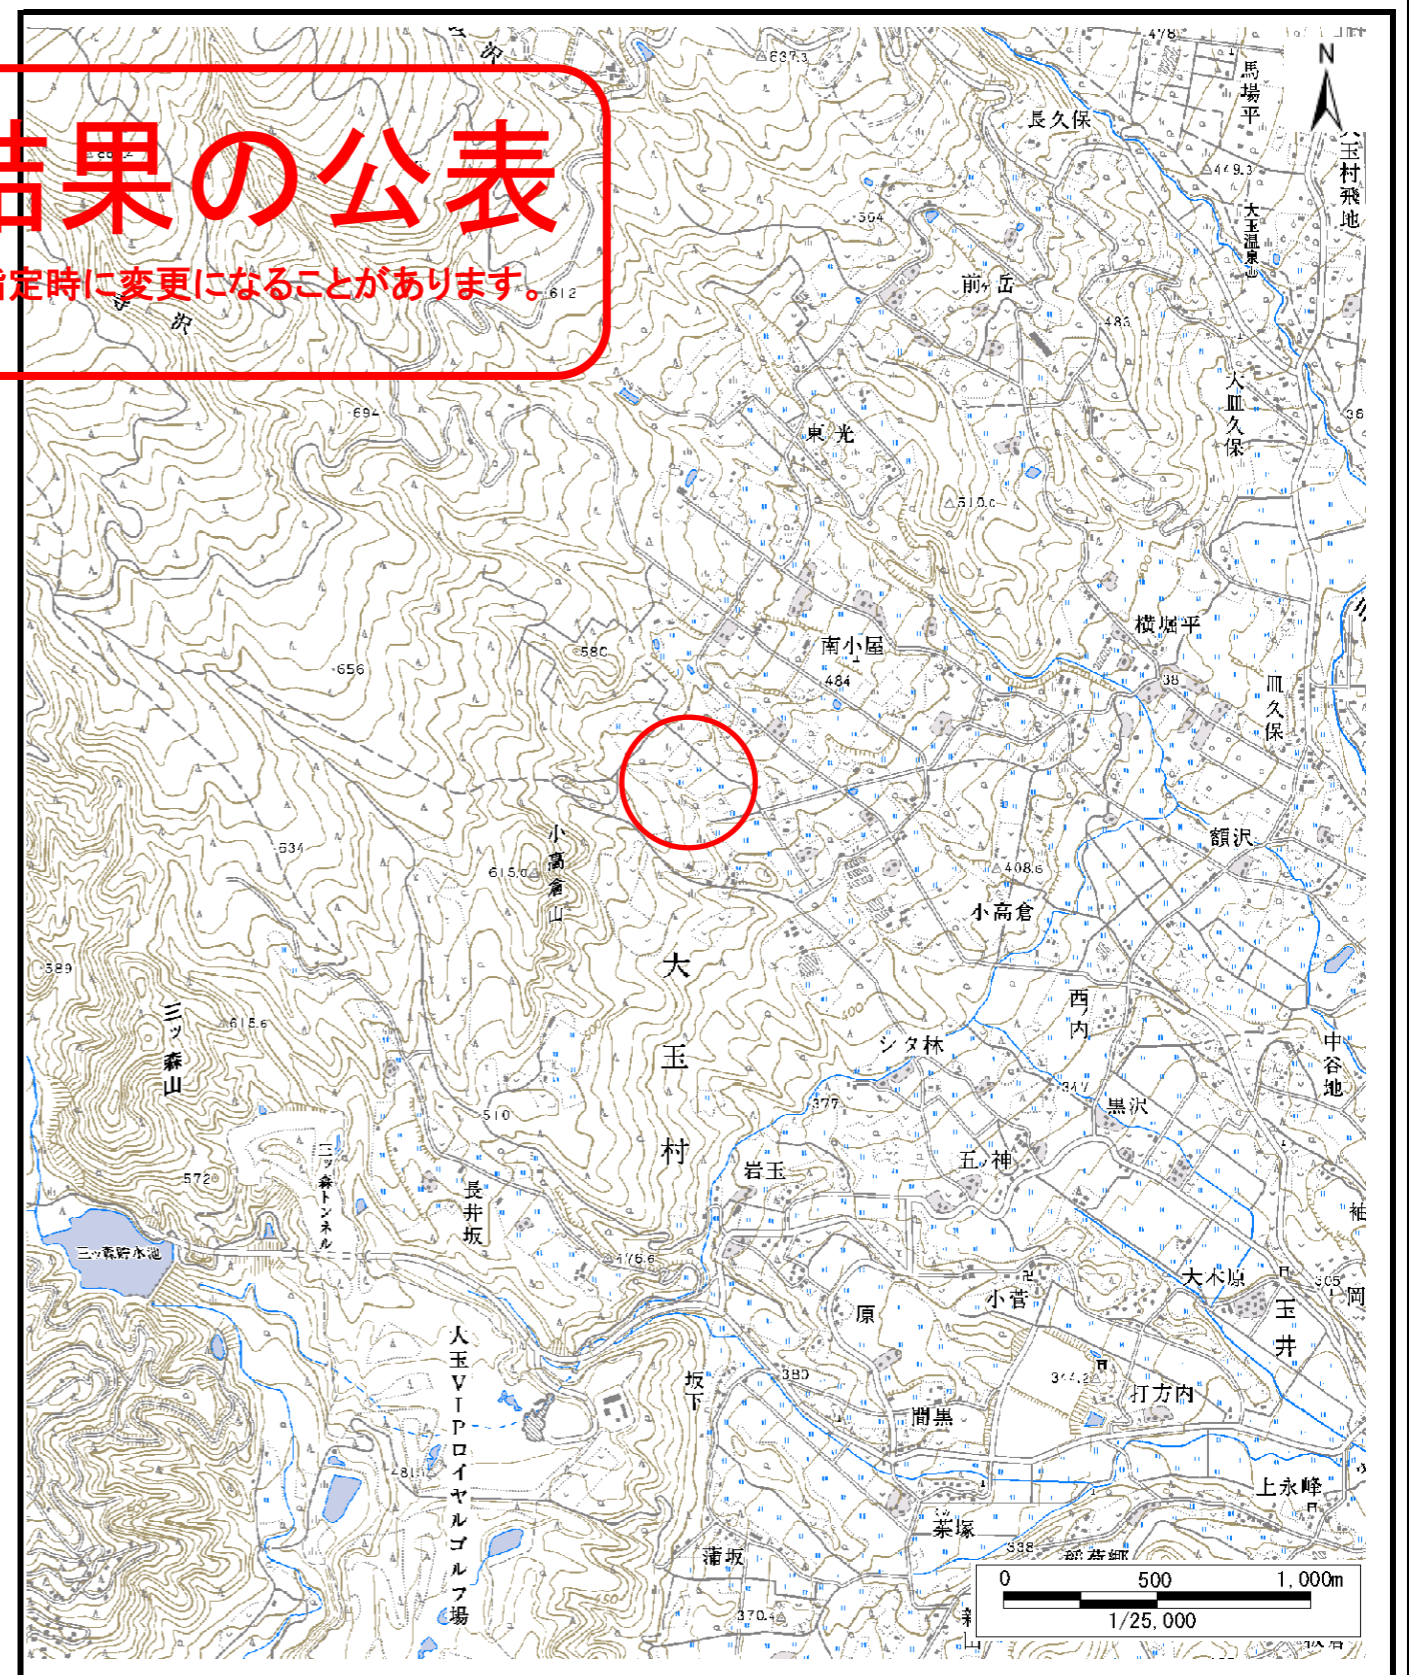 結果の公表
指定時に変更になることがあります。
N
637.3
478
馬場平
長久保
大玉村飛地
449.3
564
大玉温泉
前ヶ岳
612
寺沢
483
694
大皿久保
東光
510.0
横堀平
南小屋
580
656
484
皿久保
小高倉山
534
615.0
額沢
408.6
小高倉
大玉村
589
三ッ森山
615.6
西ノ内
中谷地
シタ林
347
377
黒沢
510
五ノ神
岩玉
572
三ッ森トンネル
長井坂
三ッ森貯水池
476.6
大木原
305
岡
小菅
玉井
原
大玉VIPロイヤルゴルフ場
坂下
380
344.2
打方内
間黒
481
上永峰
茶塚
338
蒲坂
370.4
0 500 1,000m
1/25,000